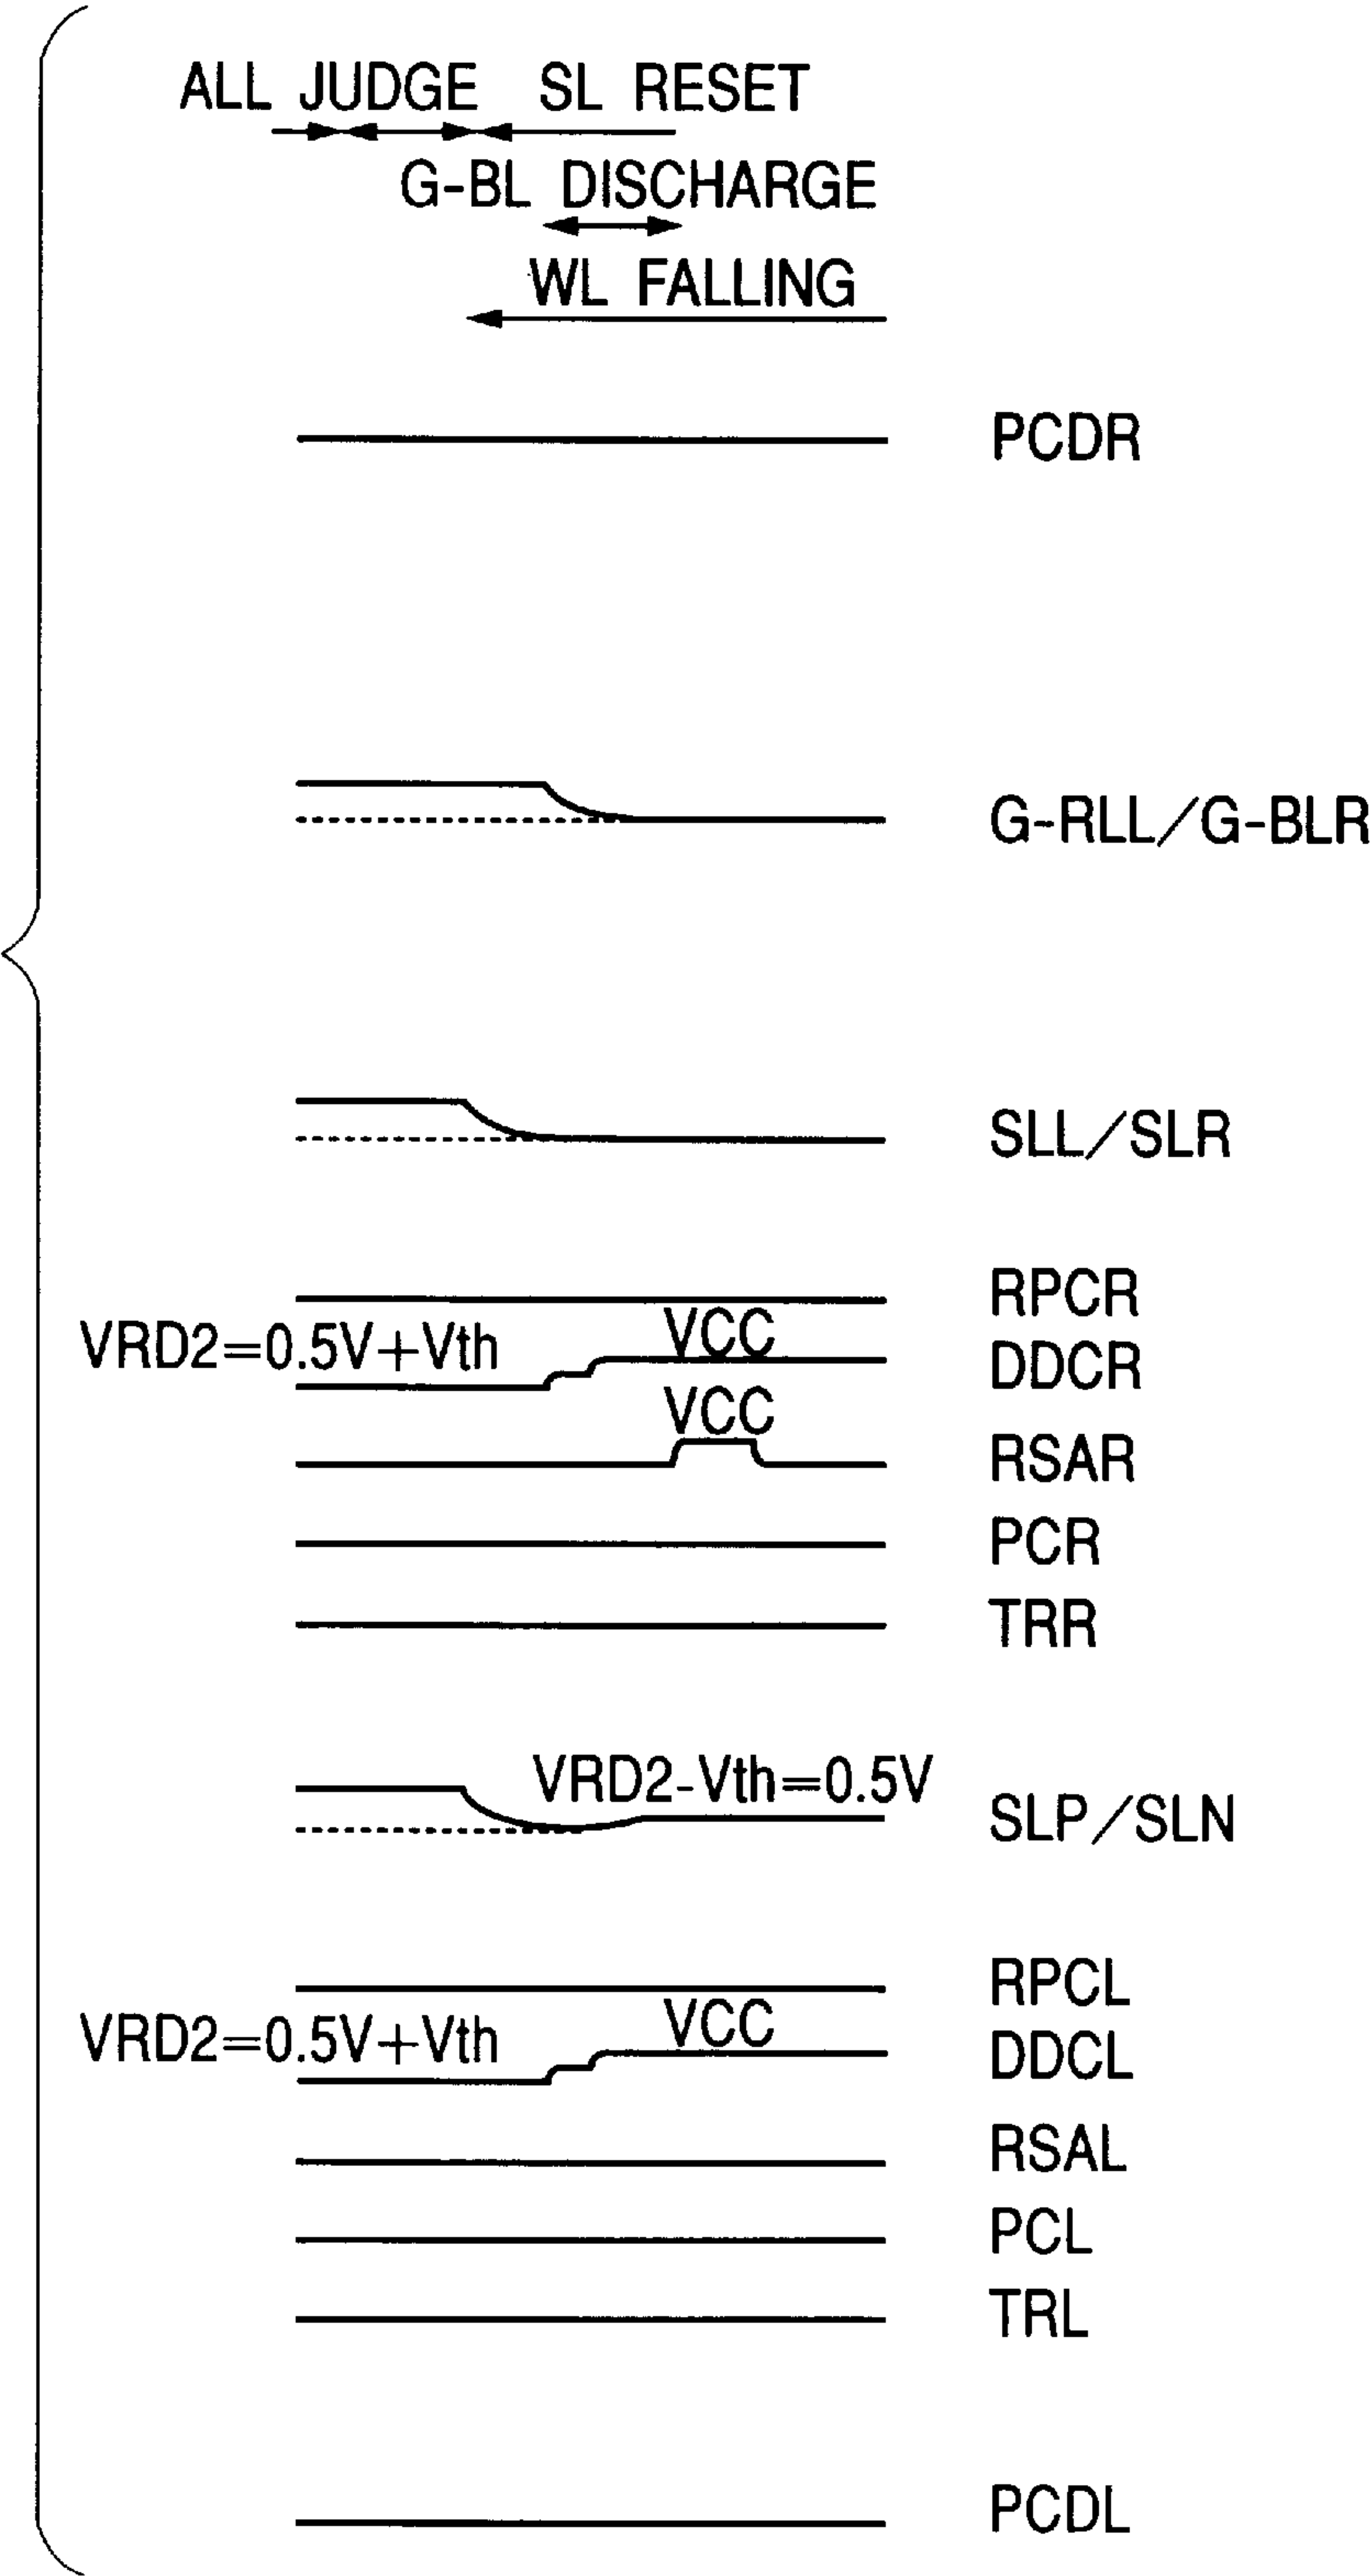 ALL JUDGE SL RESET
G-BL DISCHARGE
WL FALLING
PCDR
G-RLL/G-BLR
SLL/SLR
RPCR
VRD2=0.5V+Vth VCC DDCR
VCC RSAR
PCR
TRR
VRD2-Vth=0.5V SLP/SLN
RPCL
VRD2=0.5V+Vth VCC DDCL
RSAL
PCL
TRL
PCDL